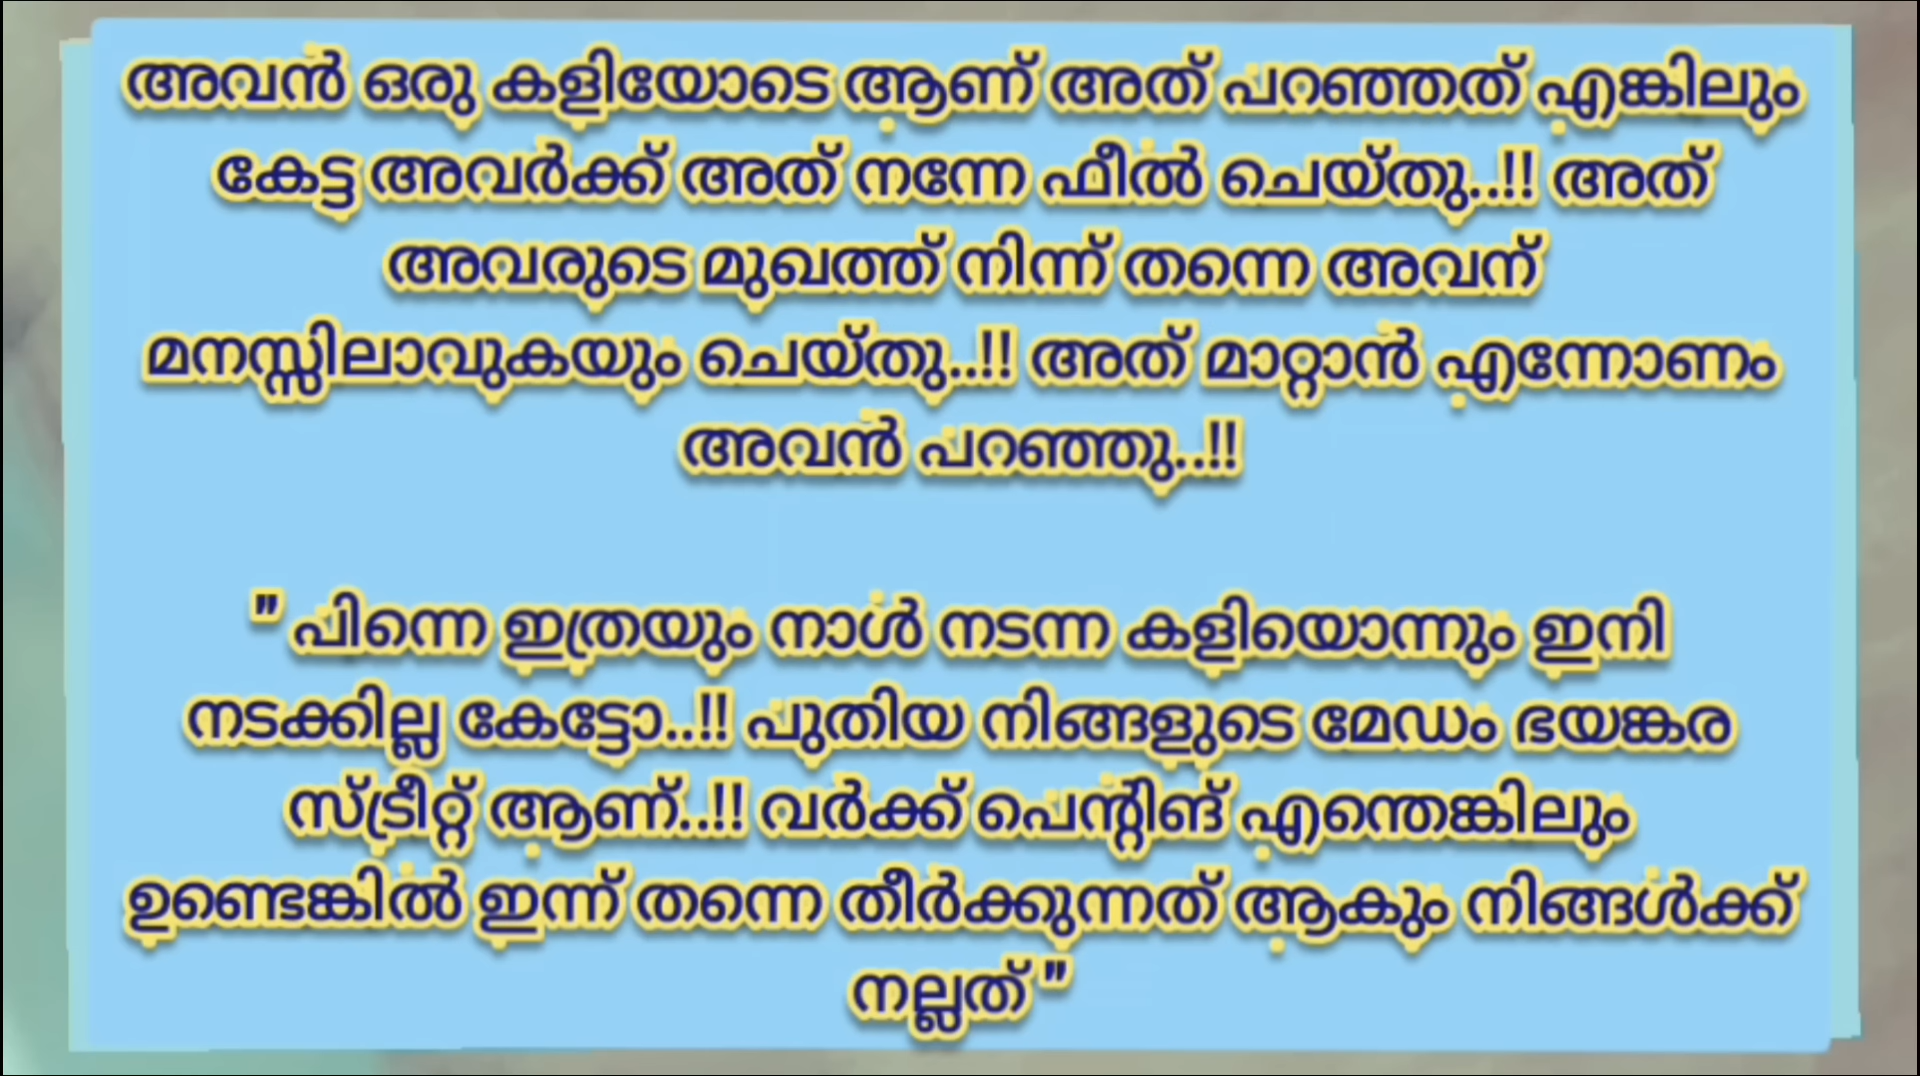 അവൻ ഒരു കളിയോടെ ആണ് അത് പറഞ്ഞത് എങ്കിലും
കേട്ട അവർക്ക് അത് നന്നേ ഫീൽ ചെയ്തു..!! അത്
അവരുടെ മുഖത്ത് നിന്ന് തന്നെ അവന്
മനസ്സിലാവുകയും ചെയ്തു..!! അത് മാറ്റാൻ എന്നോണം
അവൻ പറഞ്ഞു..!!
" പിന്നെ ഇത്രയും നാൾ നടന്ന കളിയൊന്നും ഇനി
നടക്കില്ല കേട്ടോ..!! പുതിയ നിങ്ങളുടെ മേഡം ഭയങ്കര
സ്ട്രീറ്റ് ആണ്..!! വർക്ക് പെന്റിങ് എന്തെങ്കിലും
ഉണ്ടെങ്കിൽ ഇന്ന് തന്നെ തീർക്കുന്നത് ആകും നിങ്ങൾക്ക്
നല്ലത് "